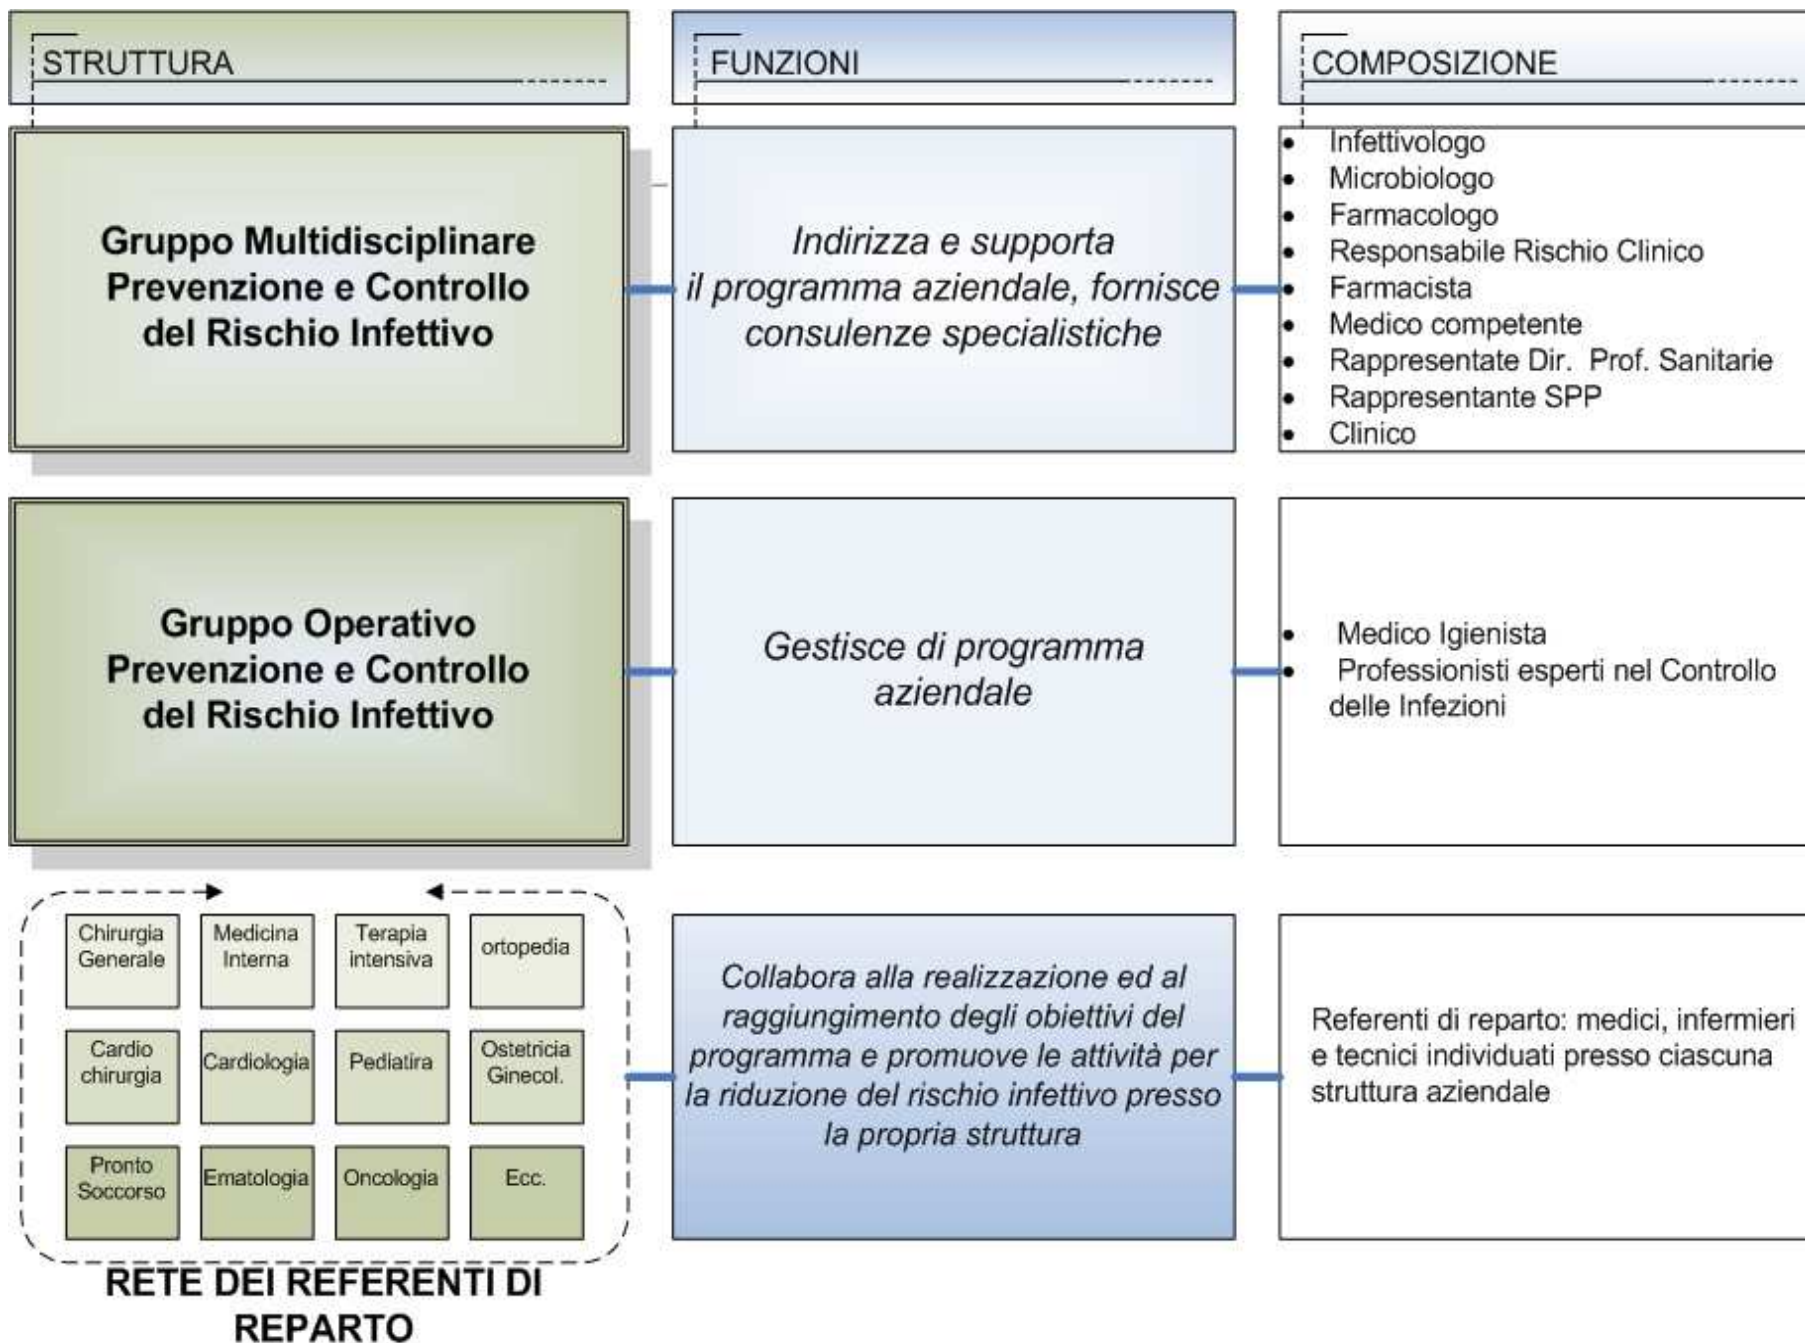 STRUTTURA
FUNZIONI
COMPOSIZIONE
Gruppo Multidisciplinare
Prevenzione e Controllo
del Rischio Infettivo
Indirizza e supporta
il programma aziendale, fornisce
consulenze specialistiche
• Infettivologo
• Microbiologo
• Farmacologo
• Responsabile Rischio Clinico
• Farmacista
• Medico competente
• Rappresentate Dir. Prof. Sanitarie
• Rappresentante SPP
• Clinico
Gruppo Operativo
Prevenzione e Controllo
del Rischio Infettivo
Gestisce di programma
aziendale
• Medico Igienista
• Professionisti esperti nel Controllo
delle Infezioni
Chirurgia
Generale
Medicina
Interna
Terapia
intensiva
ortopedia
Cardio
chirurgia
Cardiologia
Pediatira
Ostetricia
Ginecol.
Pronto
Soccorso
Ematologia
Oncologia
Ecc.
RETE DEI REFERENTI DI
REPARTO
Collabora alla realizzazione ed al
raggiungimento degli obiettivi del
programma e promuove le attività per
la riduzione del rischio infettivo presso
la propria struttura
Referenti di reparto: medici, infermieri
e tecnici individuati presso ciascuna
struttura aziendale